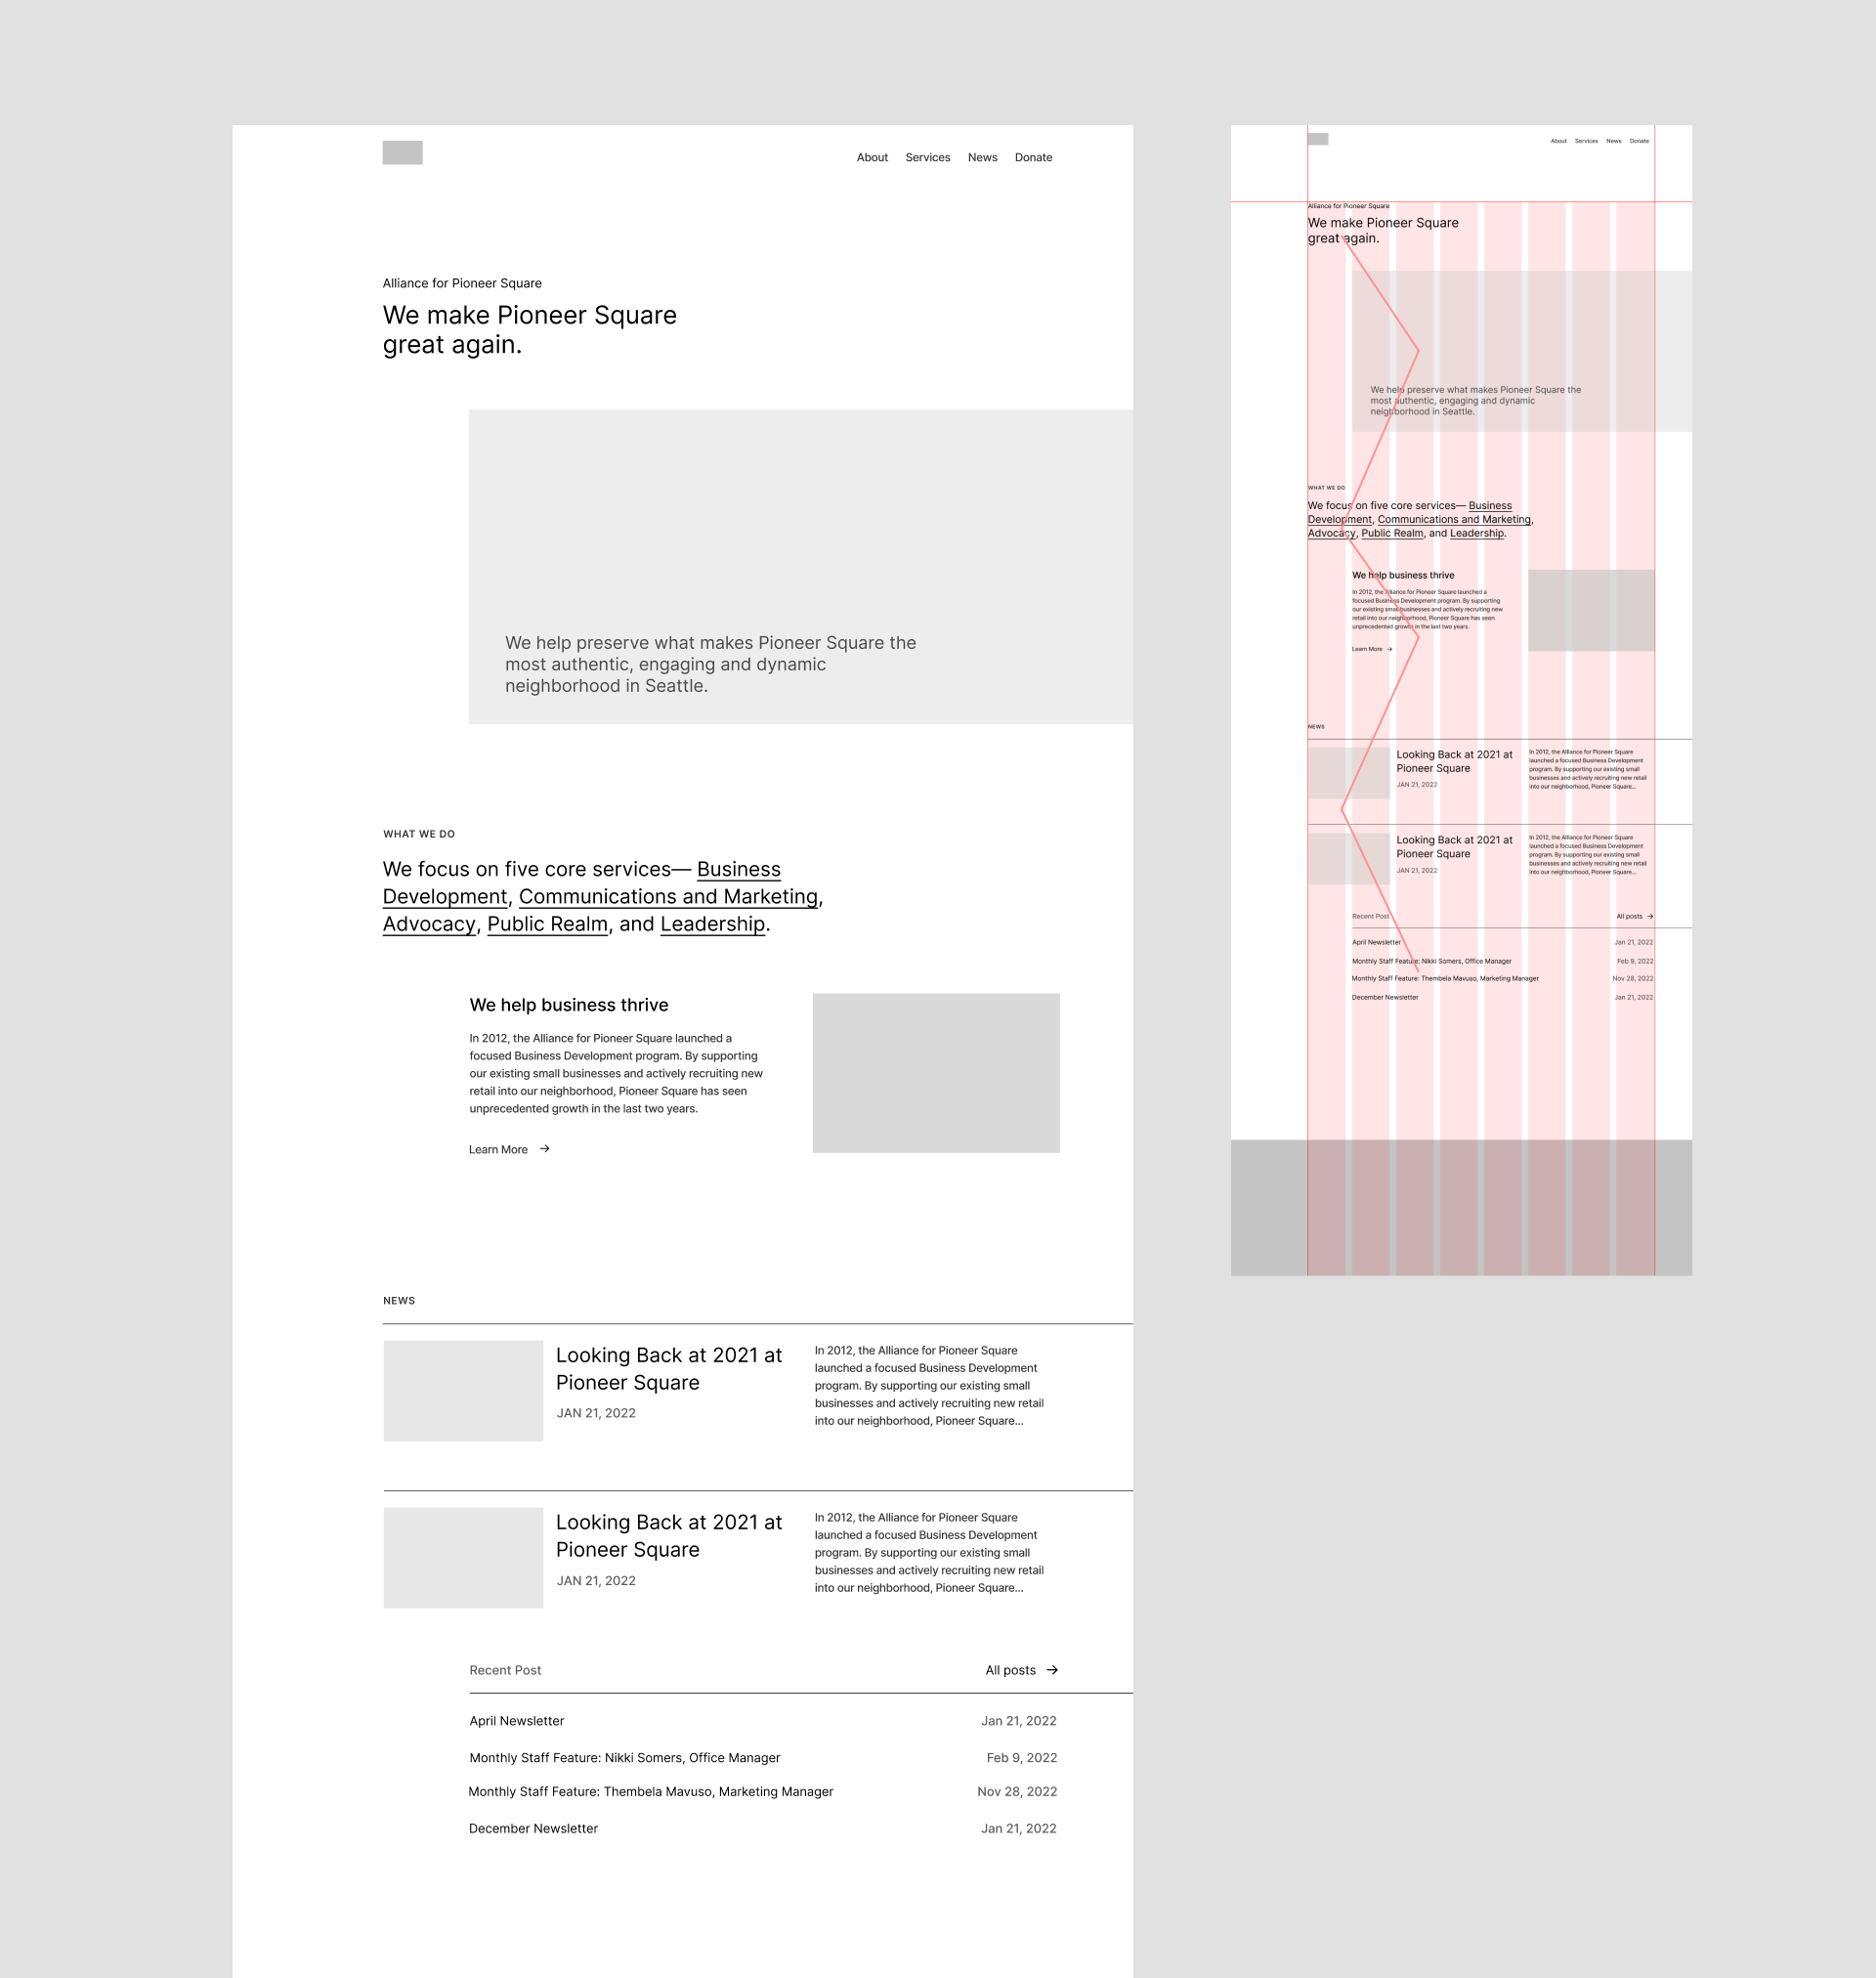 About Services News Donate
Alliance for Pioneer Square
We make Pioneer Square
great again.
We help preserve what makes Pioneer Square the
most authentic, engaging and dynamic
neighborhood in Seattle.
WHAT WE DO
We focus on five core services— Business
Development, Communications and Marketing,
Advocacy, Public Realm, and Leadership.
We help business thrive
In 2012, the Alliance for Pioneer Square launched a
focused Business Development program. By supporting
our existing small businesses and actively recruiting new
retail into our neighborhood, Pioneer Square has seen
unprecedented growth in the last two years.
Learn More →
NEWS
Looking Back at 2021 at
Pioneer Square
JAN 21, 2022
In 2012, the Alliance for Pioneer Square
launched a focused Business Development
program. By supporting our existing small
businesses and actively recruiting new retail
into our neighborhood, Pioneer Square...
Looking Back at 2021 at
Pioneer Square
JAN 21, 2022
In 2012, the Alliance for Pioneer Square
launched a focused Business Development
program. By supporting our existing small
businesses and actively recruiting new retail
into our neighborhood, Pioneer Square...
Recent Post All posts →
April Newsletter Jan 21, 2022
Monthly Staff Feature: Nikki Somers, Office Manager Feb 9, 2022
Monthly Staff Feature: Thembela Mavuso, Marketing Manager Nov 28, 2022
December Newsletter Jan 21, 2022
About Services News Donate
Alliance for Pioneer Square
We make Pioneer Square
great again.
We help preserve what makes Pioneer Square the
most authentic, engaging and dynamic
neighborhood in Seattle.
WHAT WE DO
We focus on five core services— Business
Development, Communications and Marketing,
Advocacy, Public Realm, and Leadership.
We help business thrive
In 2012, the Alliance for Pioneer Square launched a
focused Business Development program. By supporting
our existing small businesses and actively recruiting new
retail into our neighborhood, Pioneer Square has seen
unprecedented growth in the last two years.
Learn More →
NEWS
Looking Back at 2021 at
Pioneer Square
JAN 21, 2022
In 2012, the Alliance for Pioneer Square
launched a focused Business Development
program. By supporting our existing small
businesses and actively recruiting new retail
into our neighborhood, Pioneer Square...
Looking Back at 2021 at
Pioneer Square
JAN 21, 2022
In 2012, the Alliance for Pioneer Square
launched a focused Business Development
program. By supporting our existing small
businesses and actively recruiting new retail
into our neighborhood, Pioneer Square...
Recent Post All posts →
April Newsletter Jan 21, 2022
Monthly Staff Feature: Nikki Somers, Office Manager Feb 9, 2022
Monthly Staff Feature: Thembela Mavuso, Marketing Manager Nov 28, 2022
December Newsletter Jan 21, 2022